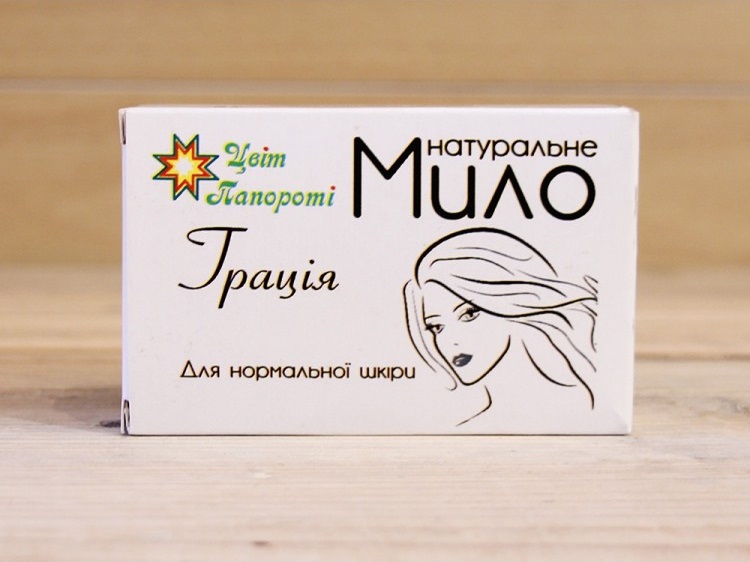 Цвіт
Папороті
натуральне
Мило
Грація
Для нормальної шкіри